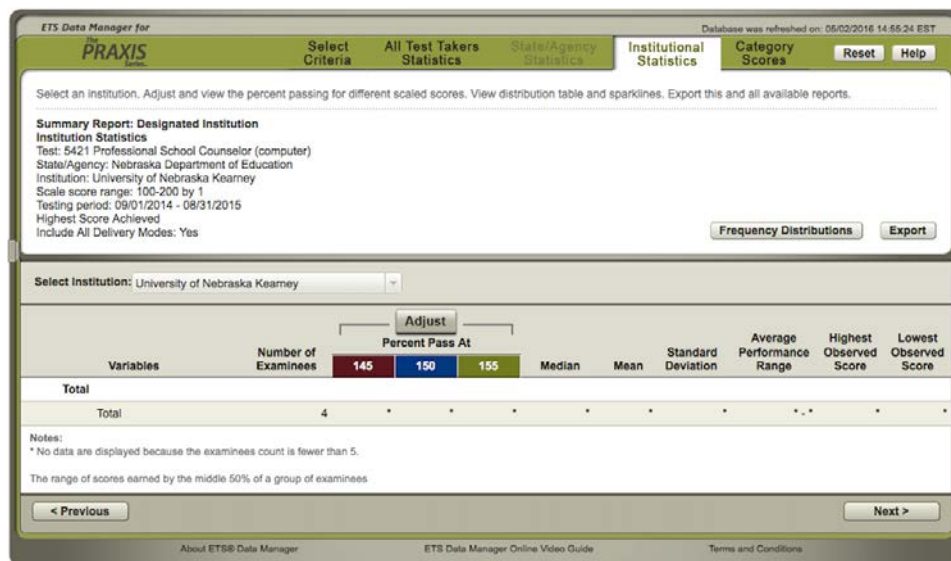 ETS Data Manager for
Database was refreshed on: 05/02/2016 14:55:24 EST
The
PRAXIS
Series
Select Criteria
All Test Takers Statistics
State/Agency Statistics
Institutional Statistics
Category Scores
Reset
Help
Select an institution. Adjust and view the percent passing for different scaled scores. View distribution table and sparklines. Export this and all available reports.
Summary Report: Designated Institution
Institution Statistics
Test: 5421 Professional School Counselor (computer)
State/Agency: Nebraska Department of Education
Institution: University of Nebraska Kearney
Scale score range: 100-200 by 1
Testing period: 09/01/2014 - 08/31/2015
Highest Score Achieved
Include All Delivery Modes: Yes
Frequency Distributions
Export
Select Institution: University of Nebraska Kearney
Adjust
Percent Pass At
Variables
Number of Examinees
145 150 155
Median
Mean
Standard Deviation
Average Performance Range
Highest Observed Score
Lowest Observed Score
Total
Total 4 * * * * * * * - * * *
Notes:
* No data are displayed because the examinees count is fewer than 5.
The range of scores earned by the middle 50% of a group of examinees
< Previous
Next >
About ETS® Data Manager
ETS Data Manager Online Video Guide
Terms and Conditions